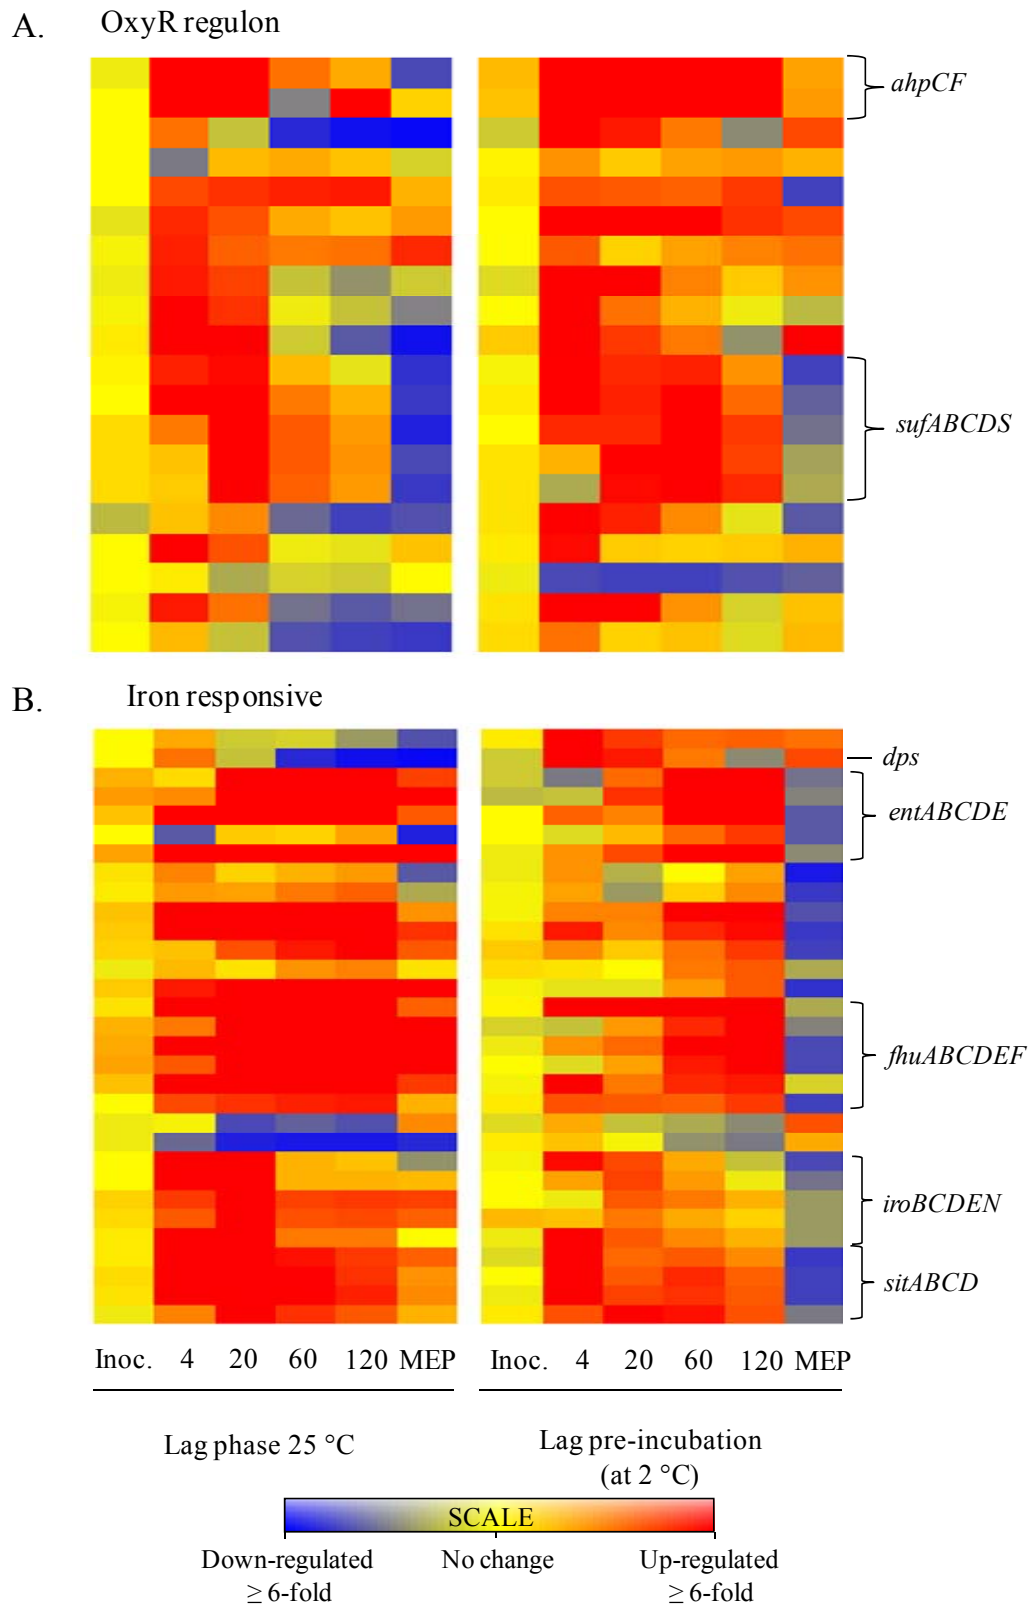 A.
OxyR regulon
ahpCF
sufABCDS
B.
Iron responsive
dps
entABCDE
fhuABCDEF
iroBCDEN
sitABCD
Inoc. 4 20 60 120 MEP Inoc. 4 20 60 120 MEP
Lag phase 25 °C
Lag pre-incubation
(at 2 °C)
SCALE
Down-regulated No change Up-regulated
≥ 6-fold ≥ 6-fold